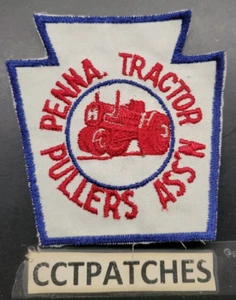 PENNA. TRACTOR
PULLERS ASS'N
CCTPATCHES